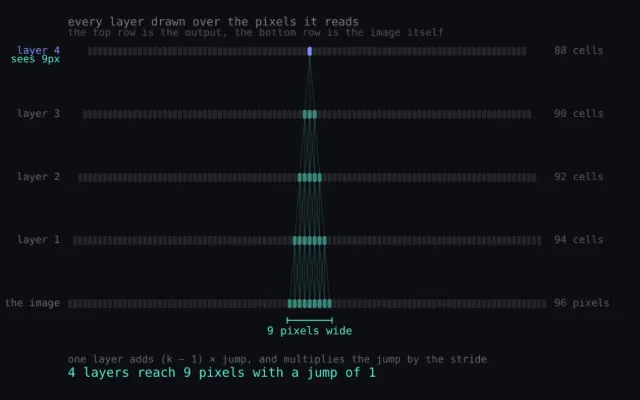 every layer drawn over the pixels it reads
the top row is the output, the bottom row is the image itself
layer 4 88 cells
sees 9px
layer 3 90 cells
layer 2 92 cells
layer 1 94 cells
the image 96 pixels
9 pixels wide
one layer adds (k − 1) × jump, and multiplies the jump by the stride
4 layers reach 9 pixels with a jump of 1